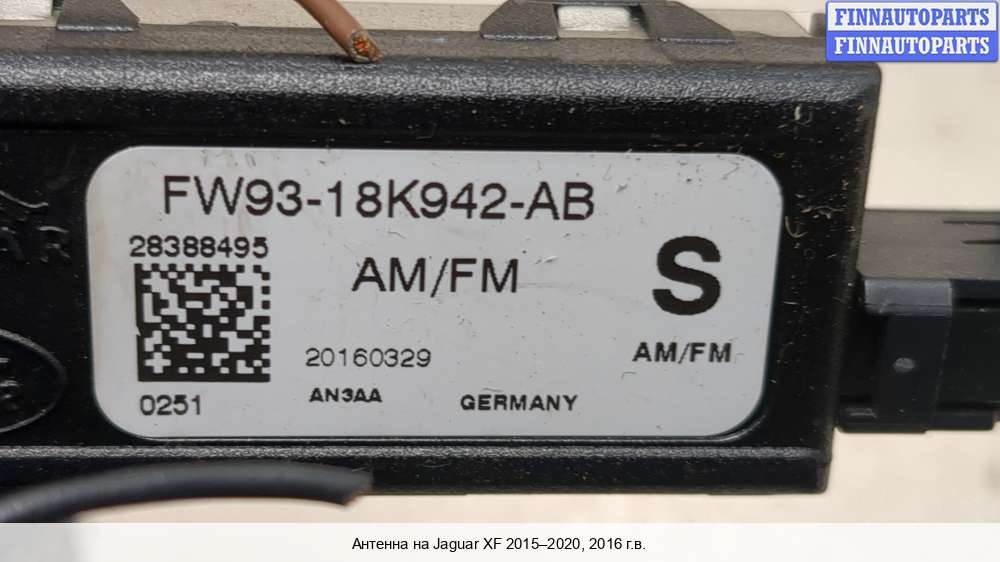 FINNAUTOPARTS
FINNAUTOPARTS
FW93-18K942-AB
28388495
AM/FM
S
20160329
AM/FM
AN3AA
GERMANY
0251
Антенна на Jaguar XF 2015–2020, 2016 г.в.